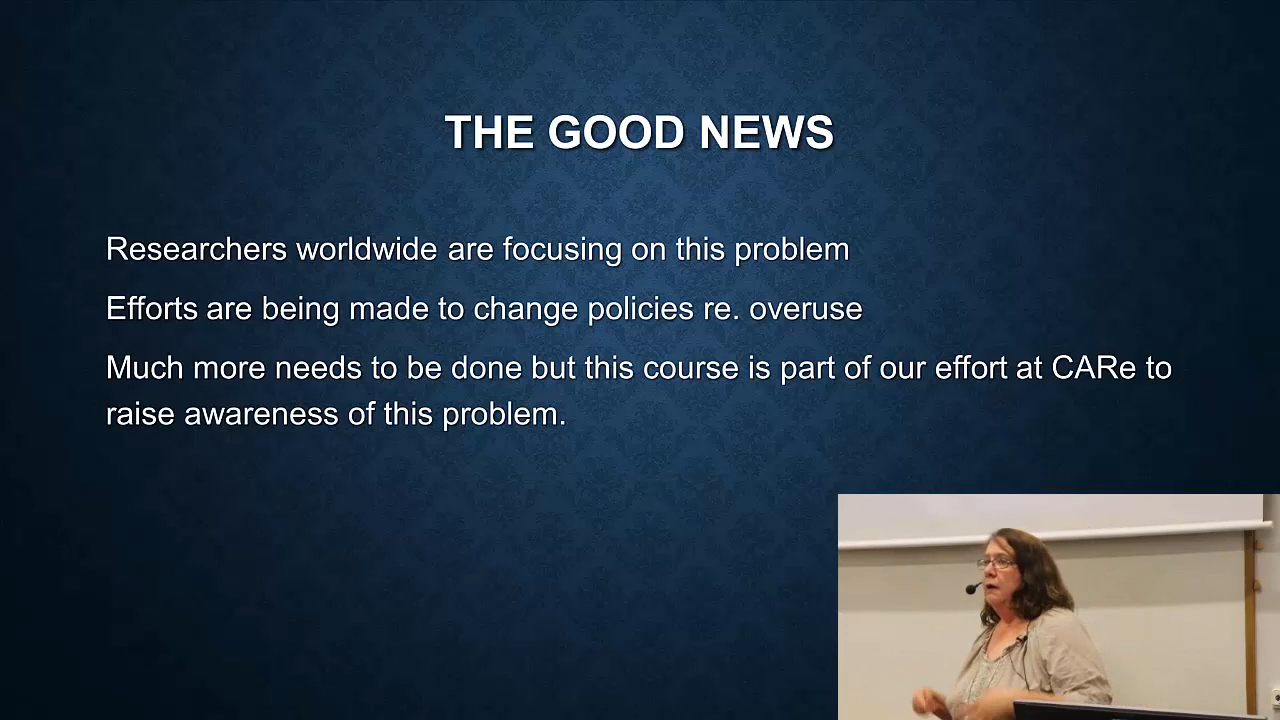 THE GOOD NEWS
Researchers worldwide are focusing on this problem
Efforts are being made to change policies re. overuse
Much more needs to be done but this course is part of our effort at CARe to
raise awareness of this problem.